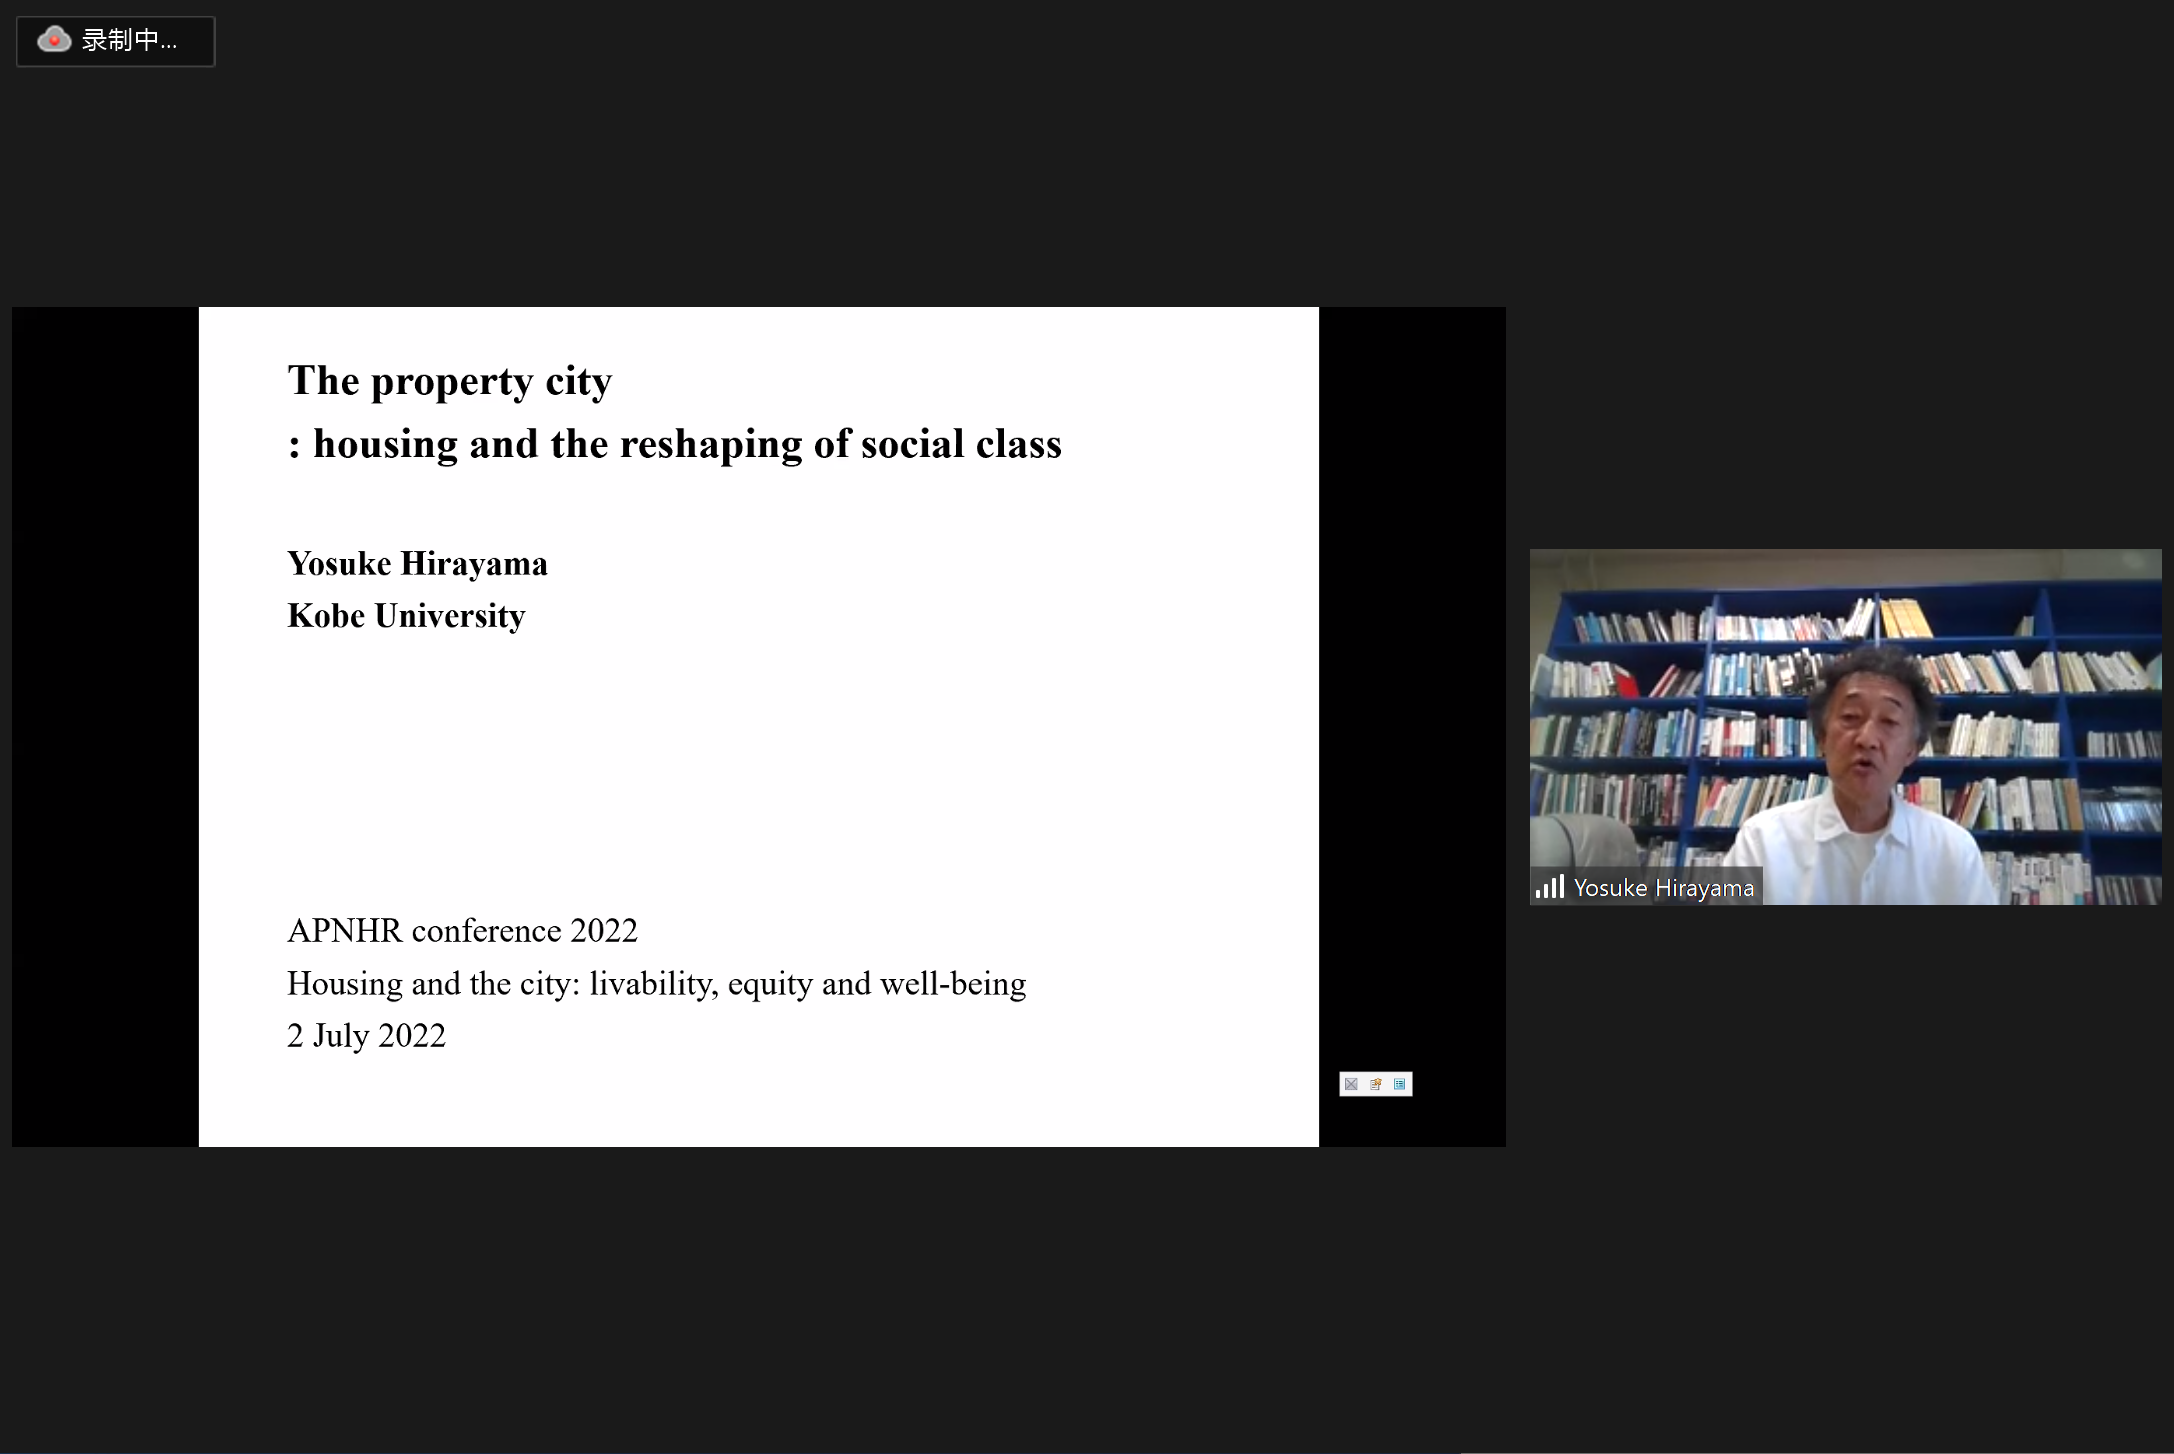 录制中...
The property city
: housing and the reshaping of social class
Yosuke Hirayama
Kobe University
APNHR conference 2022
Housing and the city: livability, equity and well-being
2 July 2022
Yosuke Hirayama